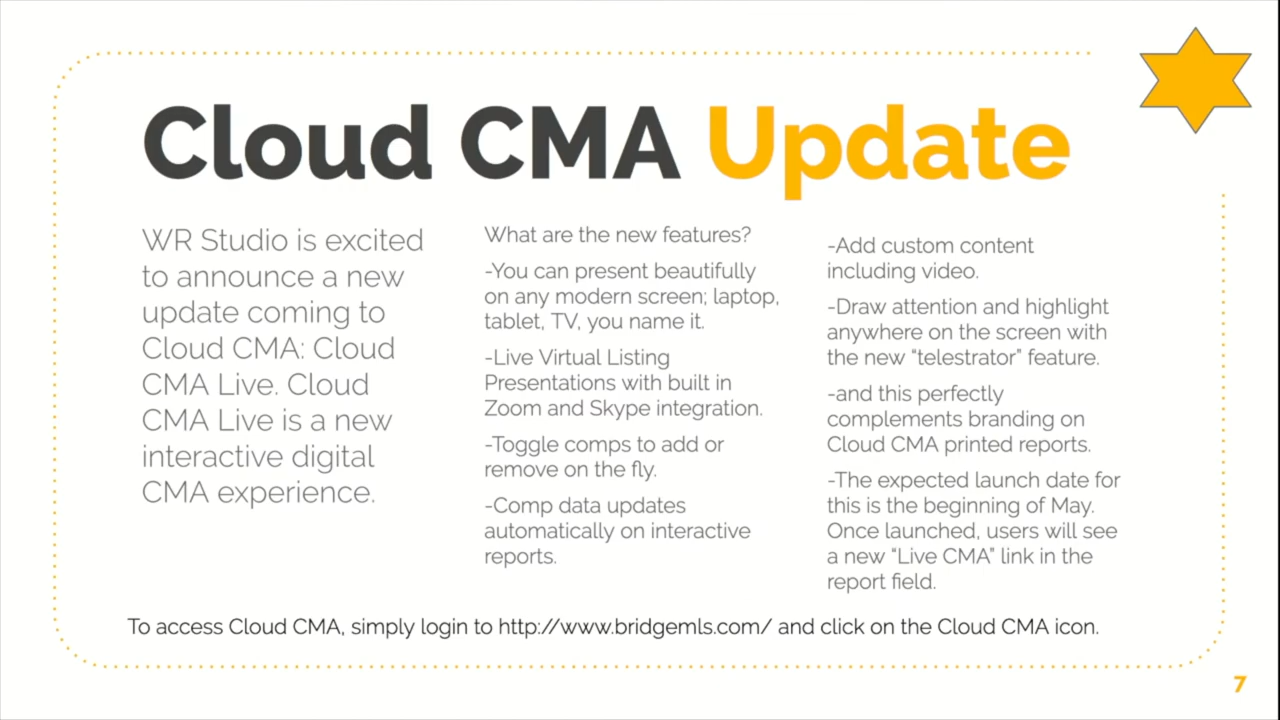 Cloud CMA Update
WR Studio is excited
to announce a new
update coming to
Cloud CMA: Cloud
CMA Live. Cloud
CMA Live is a new
interactive digital
CMA experience.
What are the new features?
-You can present beautifully
on any modern screen; laptop,
tablet, TV, you name it.
-Live Virtual Listing
Presentations with built in
Zoom and Skype integration.
-Toggle comps to add or
remove on the fly.
-Comp data updates
automatically on interactive
reports.
-Add custom content
including video.
-Draw attention and highlight
anywhere on the screen with
the new “telestrator” feature.
-and this perfectly
complements branding on
Cloud CMA printed reports.
-The expected launch date for
this is the beginning of May.
Once launched, users will see
a new “Live CMA” link in the
report field.
To access Cloud CMA, simply login to http://www.bridgemls.com/ and click on the Cloud CMA icon.
7